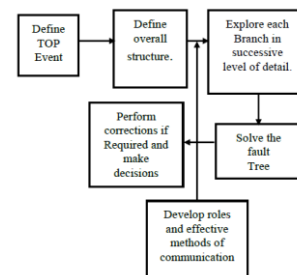 Define
TOP
Event
Define
overall
structure.
Explore each
Branch in
successive
level of detail.
Solve the
fault
Tree
Perform
corrections if
Required and
make
decisions
Develop roles
and effective
methods of
communication